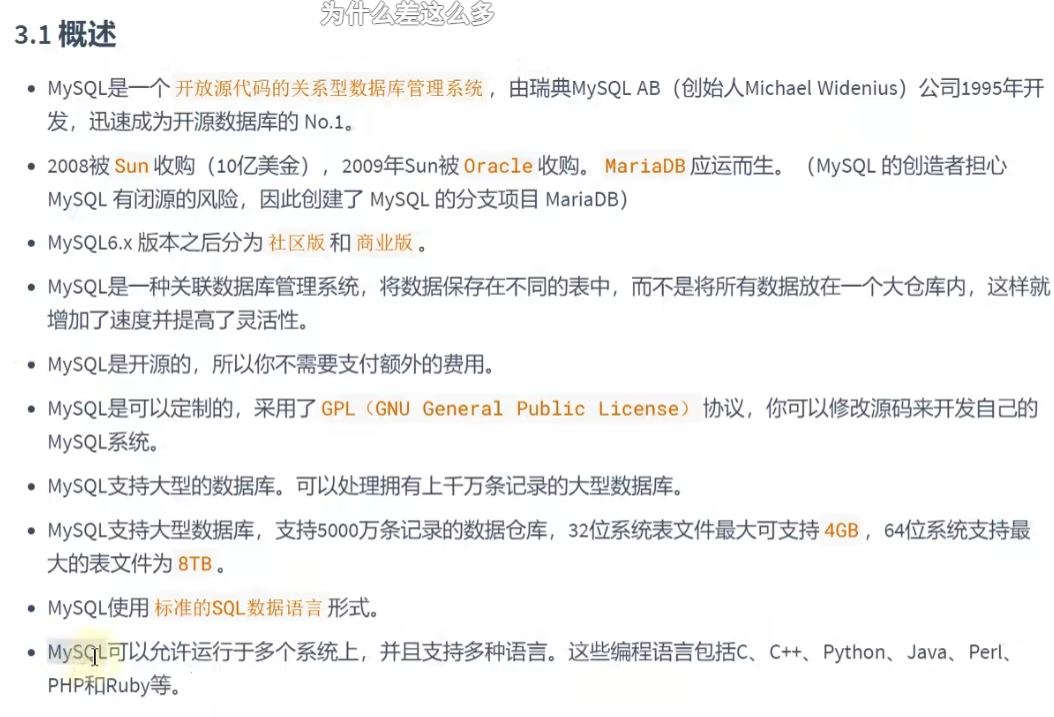 为什么差这么多
3.1 概述
• MySQL是一个 开放源代码的关系型数据库管理系统 ，由瑞典MySQL AB（创始人Michael Widenius）公司1995年开
发，迅速成为开源数据库的 No.1。
• 2008被 Sun 收购（10亿美金），2009年Sun被 Oracle 收购。 MariaDB 应运而生。（MySQL 的创造者担心
MySQL 有闭源的风险，因此创建了 MySQL 的分支项目 MariaDB）
• MySQL6.x 版本之后分为 社区版 和 商业版 。
• MySQL是一种关联数据库管理系统，将数据保存在不同的表中，而不是将所有数据放在一个大仓库内，这样就
增加了速度并提高了灵活性。
• MySQL是开源的，所以你不需要支付额外的费用。
• MySQL是可以定制的，采用了 GPL（GNU General Public License） 协议，你可以修改源码来开发自己的
MySQL系统。
• MySQL支持大型的数据库。可以处理拥有上千万条记录的大型数据库。
• MySQL支持大型数据库，支持5000万条记录的数据仓库，32位系统表文件最大可支持 4GB ，64位系统支持最
大的表文件为 8TB 。
• MySQL使用 标准的SQL数据语言 形式。
• MySQL可以允许运行于多个系统上，并且支持多种语言。这些编程语言包括C、C++、Python、Java、Perl、
PHP和Ruby等。